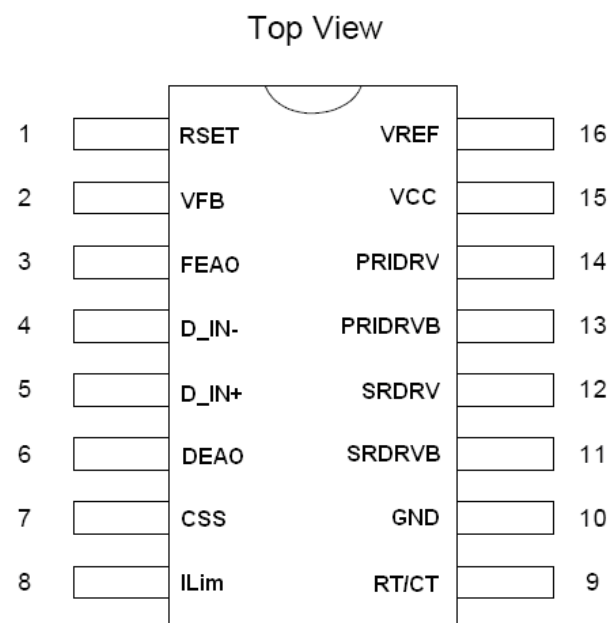 Top View
1 RSET VREF 16
2 VFB VCC 15
3 FEAO PRIDRV 14
4 D_IN- PRIDRVB 13
5 D_IN+ SRDRV 12
6 DEAO SRDRVB 11
7 CSS GND 10
8 ILim RT/CT 9